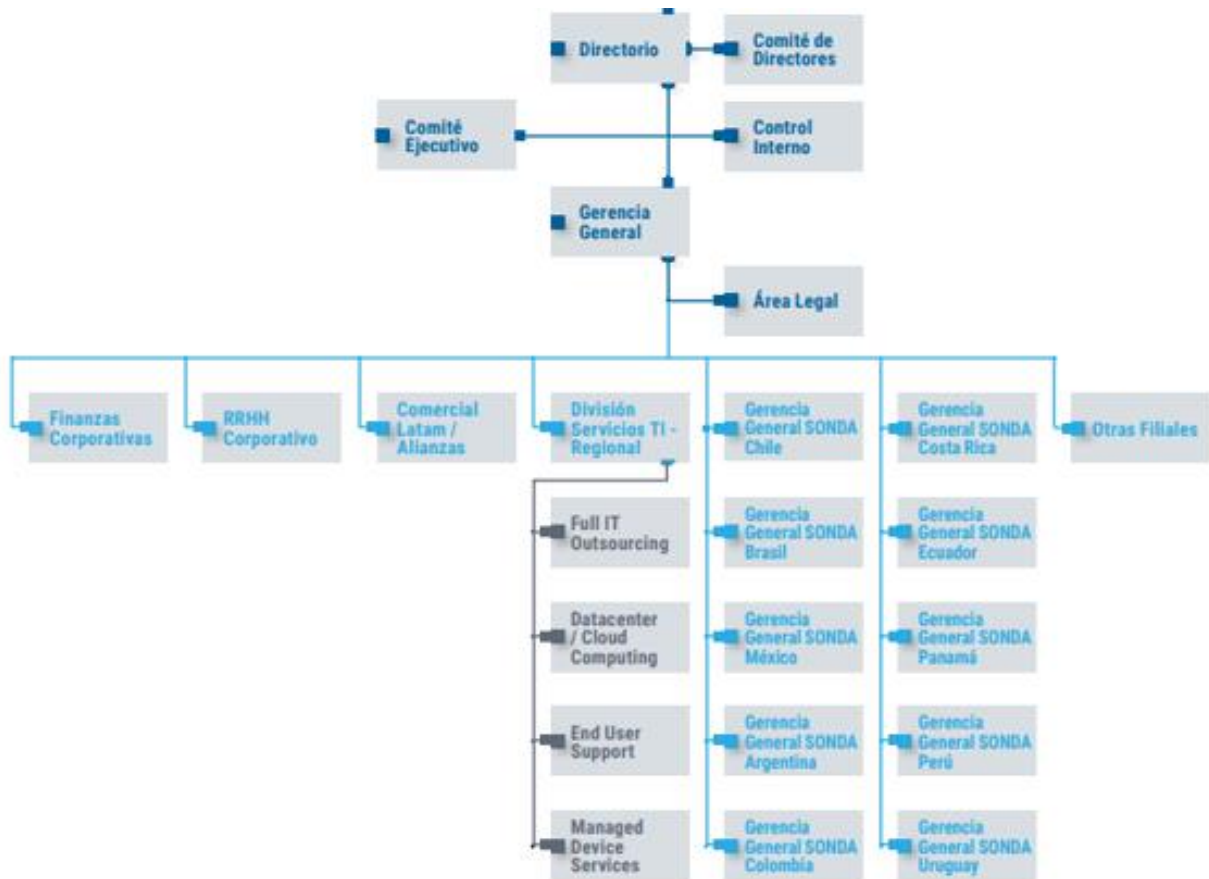 Directorio
Comité de
Directores
Comité
Ejecutivo
Control
Interno
Gerencia
General
Área Legal
Finanzas
Corporativas
RRHH
Corporativo
Comercial
Latam /
Alianzas
División
Servicios TI -
Regional
Gerencia
General SONDA
Chile
Gerencia
General SONDA
Costa Rica
Otras Filiales
Full IT
Outsourcing
Gerencia
General SONDA
Brasil
Gerencia
General SONDA
Ecuador
Datacenter
/ Cloud
Computing
Gerencia
General SONDA
México
Gerencia
General SONDA
Panamá
End User
Support
Gerencia
General SONDA
Argentina
Gerencia
General SONDA
Perú
Managed
Device
Services
Gerencia
General SONDA
Colombia
Gerencia
General SONDA
Uruguay